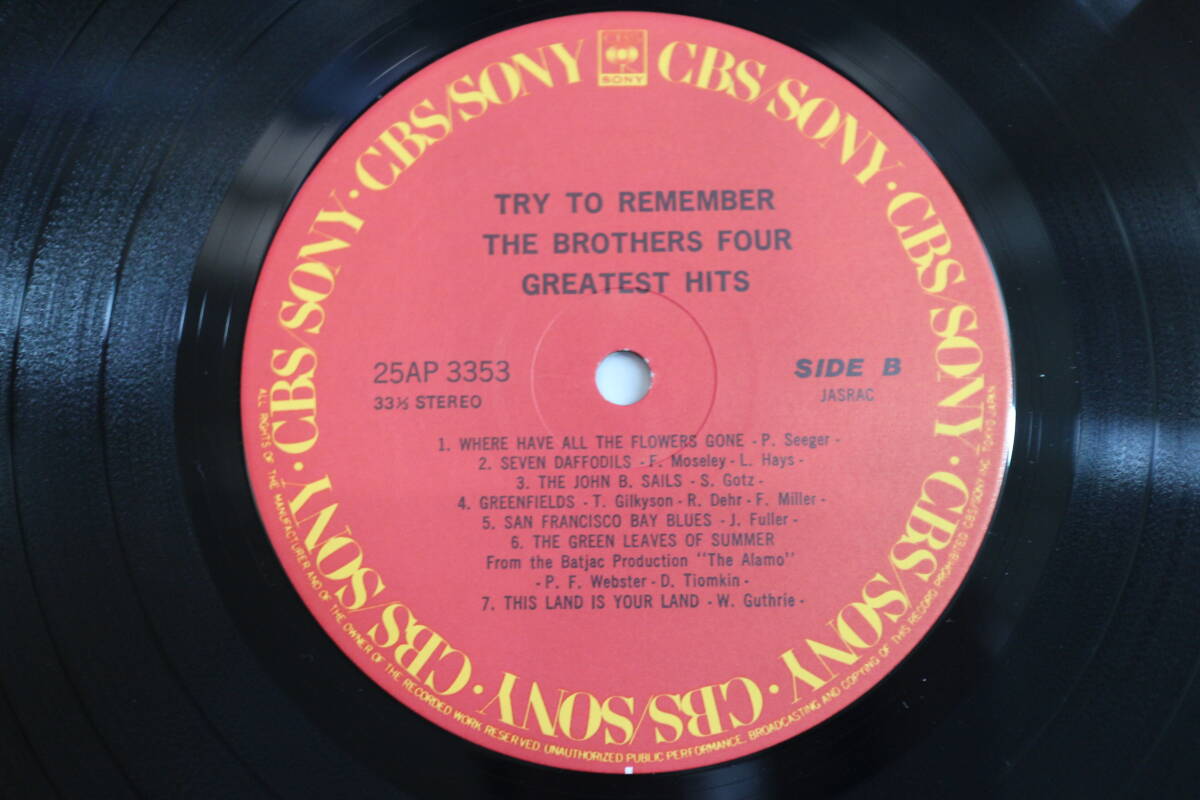 CBS/SONY · CBS/SONY · CBS/SONY · CBS/SONY · CBS/SONY · CBS/SONY · CBS/SONY · CBS/SONY · CBS/SONY
SONY
TRY TO REMEMBER
THE BROTHERS FOUR
GREATEST HITS
25AP 3353
33⅓ STEREO
SIDE B
JASRAC
1. WHERE HAVE ALL THE FLOWERS GONE - P. Seeger -
2. SEVEN DAFFODILS - F. Moseley - L. Hays -
3. THE JOHN B. SAILS - S. Gotz -
4. GREENFIELDS - T. Gilkyson - R. Dehr - F. Miller -
5. SAN FRANCISCO BAY BLUES - J. Fuller -
6. THE GREEN LEAVES OF SUMMER
From the Batjac Production "The Alamo"
- P. F. Webster - D. Tiomkin -
7. THIS LAND IS YOUR LAND - W. Guthrie -
ALL RIGHTS OF THE MANUFACTURER AND OF THE OWNER OF THE RECORDED WORK RESERVED UNAUTHORIZED PUBLIC PERFORMANCE. BROADCASTING AND COPYING OF THIS RECORD PROHIBITED CBS/SONY INC. TOKYO JAPAN